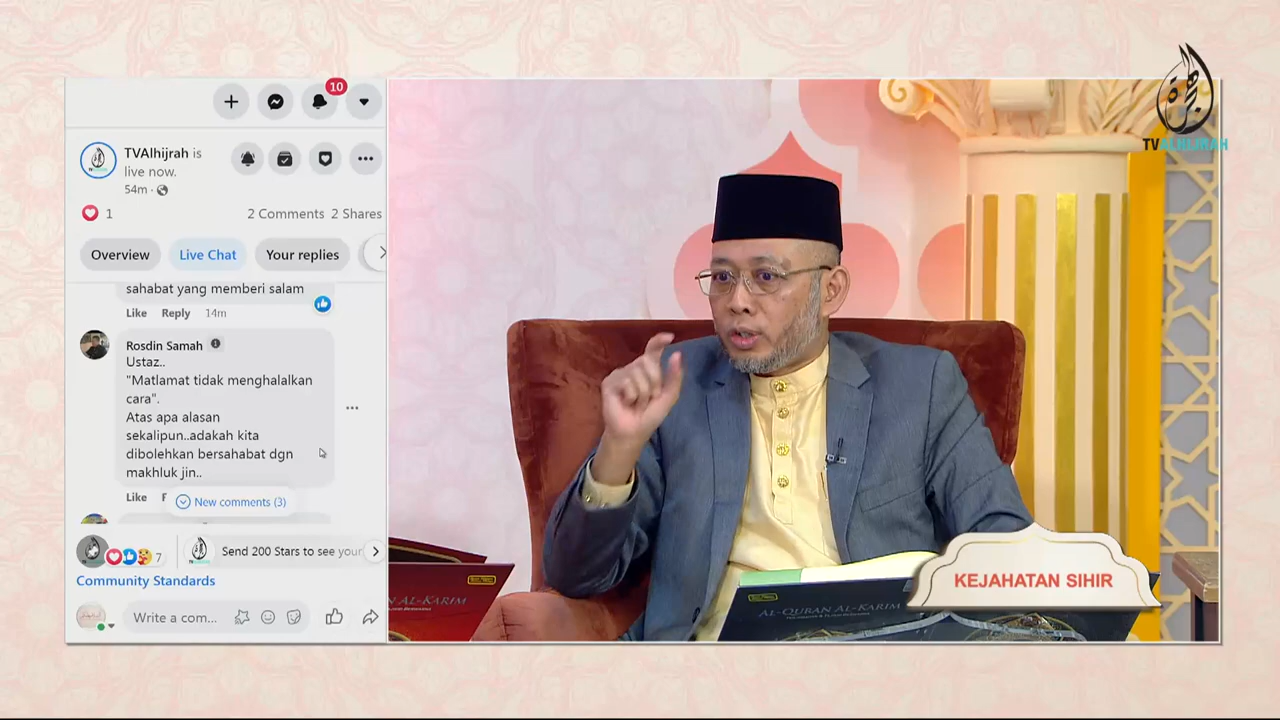 10
TVAlhijrah is
live now.
54m ·
1
2 Comments 2 Shares
Overview
Live Chat
Your replies
sahabat yang memberi salam
Like Reply 14m
Rosdin Samah
Ustaz..
"Matlamat tidak menghalalkan
cara".
Atas apa alasan
sekalipun..adakah kita
dibolehkan bersahabat dgn
makhluk jin..
Like
New comments (3)
7
Send 200 Stars to see your
Community Standards
Write a com...
TVALHIJRAH
AL-KARIM
AL-QURAN AL-KARIM
KEJAHATAN SIHIR